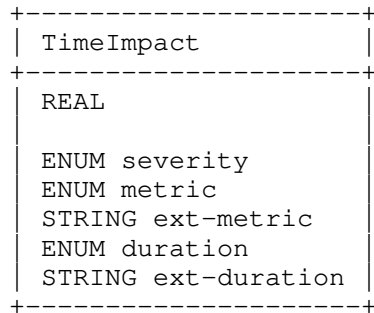 TimeImpact
REAL
ENUM severity
ENUM metric
STRING ext-metric
ENUM duration
STRING ext-duration